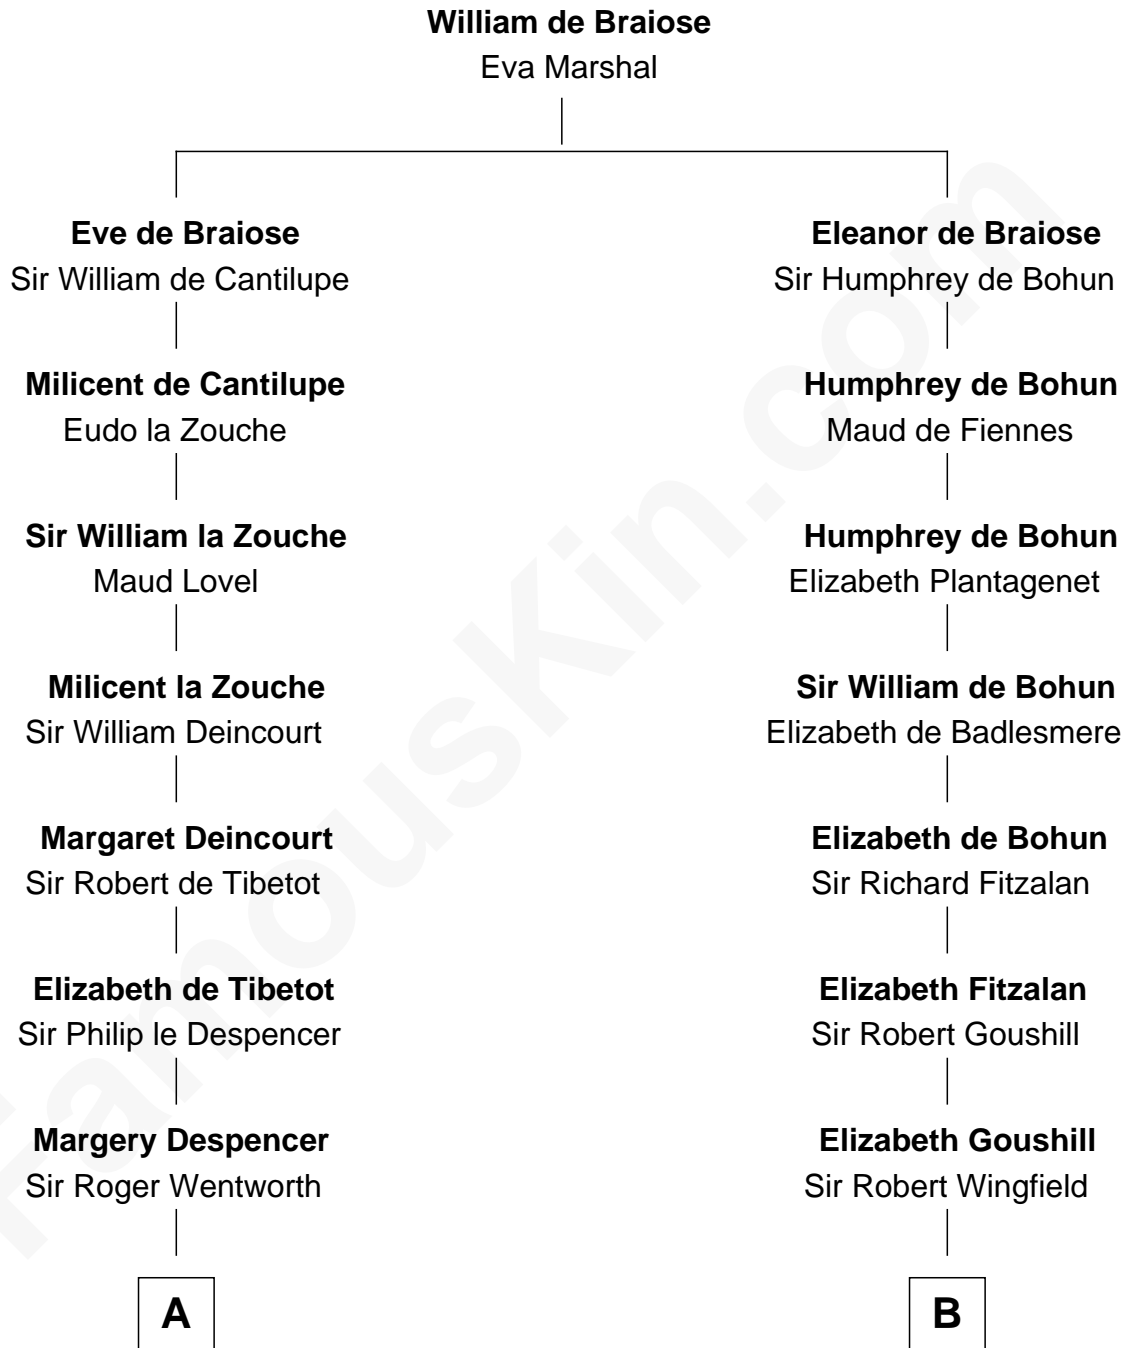 William de Braiose
Eva Marshal
Eve de Braiose
Sir William de Cantilupe
Eleanor de Braiose
Sir Humphrey de Bohun
Milicent de Cantilupe
Eudo la Zouche
Humphrey de Bohun
Maud de Fiennes
Sir William la Zouche
Maud Lovel
Humphrey de Bohun
Elizabeth Plantagenet
Milicent la Zouche
Sir William Deincourt
Sir William de Bohun
Elizabeth de Badlesmere
Margaret Deincourt
Sir Robert de Tibetot
Elizabeth de Bohun
Sir Richard Fitzalan
Elizabeth de Tibetot
Sir Philip le Despencer
Elizabeth Fitzalan
Sir Robert Goushill
Margery Despencer
Sir Roger Wentworth
Elizabeth Goushill
Sir Robert Wingfield
A
B
FamousKin.com